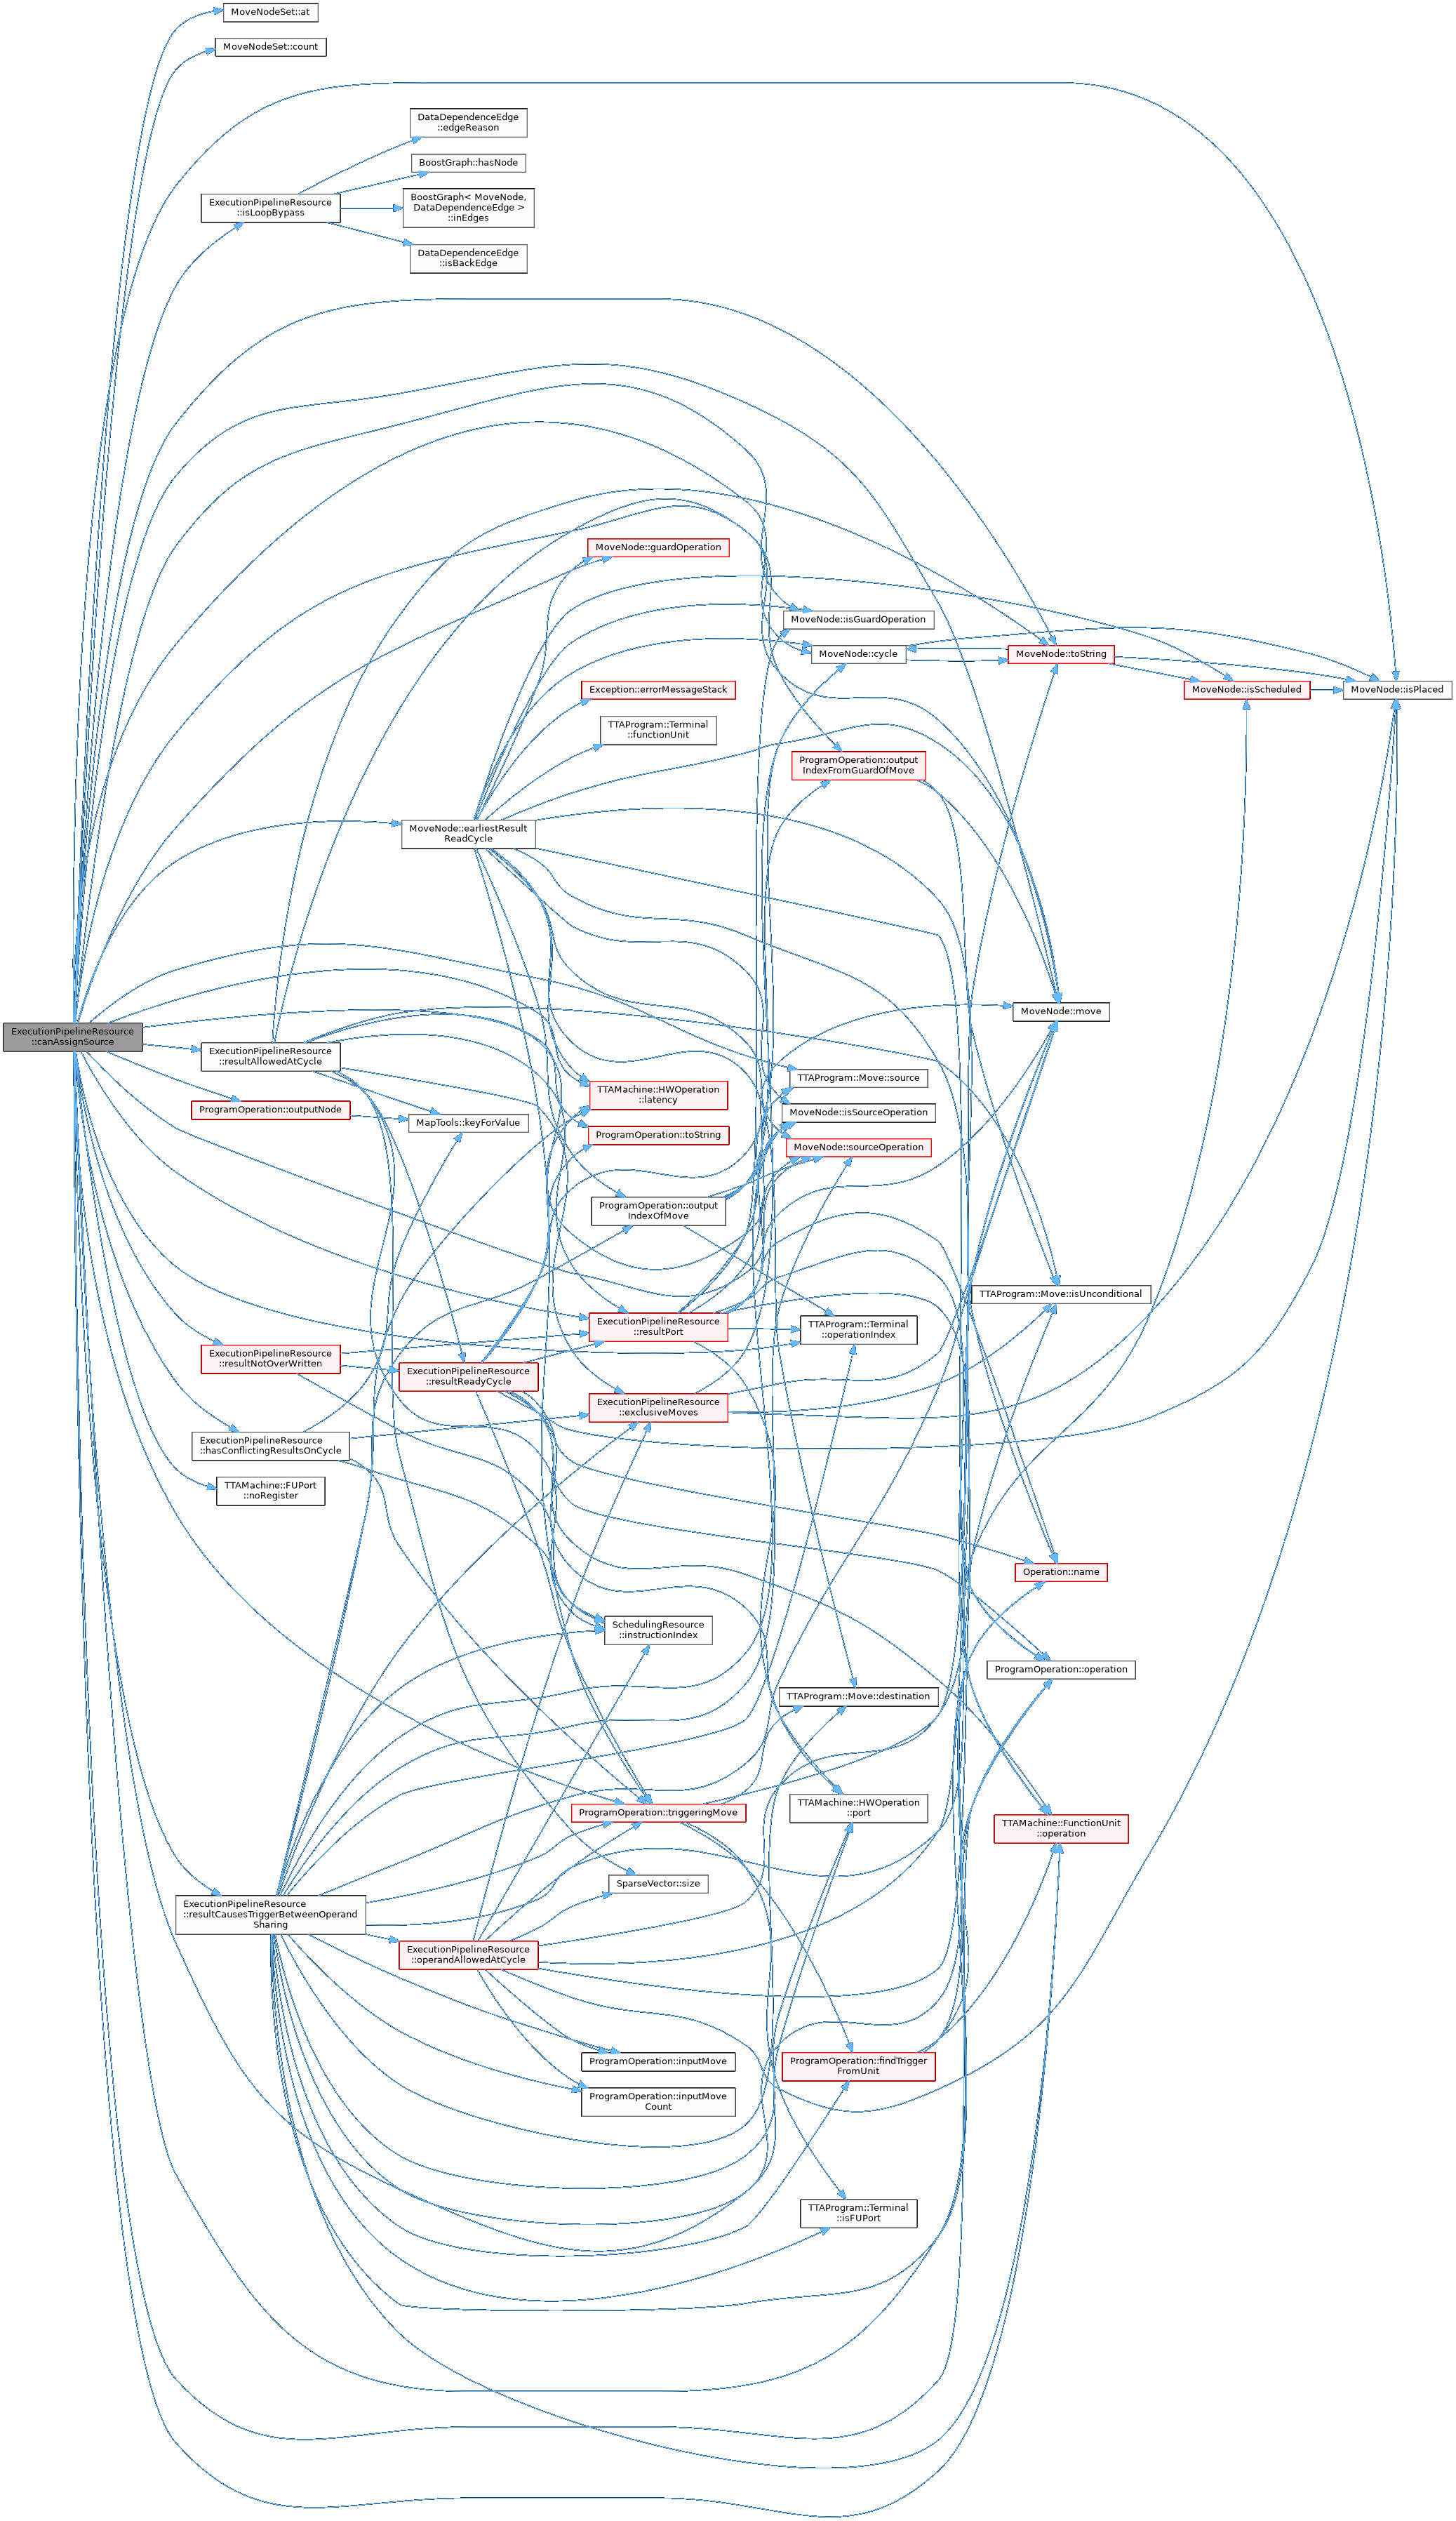 MoveNodeSet::at
MoveNodeSet::count
DataDependenceEdge
::edgeReason
BoostGraph::hasNode
ExecutionPipelineResource
::isLoopBypass
BoostGraph< MoveNode,
DataDependenceEdge >
::inEdges
DataDependenceEdge
::isBackEdge
MoveNode::guardOperation
MoveNode::isGuardOperation
MoveNode::cycle
MoveNode::toString
Exception::errorMessageStack
MoveNode::isScheduled
MoveNode::isPlaced
TTAProgram::Terminal
::functionUnit
ProgramOperation::output
IndexFromGuardOfMove
MoveNode::earliestResult
ReadCycle
MoveNode::move
ExecutionPipelineResource
::canAssignSource
ExecutionPipelineResource
::resultAllowedAtCycle
TTAProgram::Move::source
TTAMachine::HWOperation
::latency
ProgramOperation::outputNode
MapTools::keyForValue
MoveNode::isSourceOperation
ProgramOperation::toString
MoveNode::sourceOperation
ProgramOperation::output
IndexOfMove
TTAProgram::Move::isUnconditional
ExecutionPipelineResource
::resultPort
TTAProgram::Terminal
::operationIndex
ExecutionPipelineResource
::resultNotOverWritten
ExecutionPipelineResource
::resultReadyCycle
ExecutionPipelineResource
::exclusiveMoves
ExecutionPipelineResource
::hasConflictingResultsOnCycle
TTAMachine::FUPort
::noRegister
Operation::name
SchedulingResource
::instructionIndex
ProgramOperation::operation
TTAProgram::Move::destination
ProgramOperation::triggeringMove
TTAMachine::HWOperation
::port
TTAMachine::FunctionUnit
::operation
SparseVector::size
ExecutionPipelineResource
::resultCausesTriggerBetweenOperand
Sharing
ExecutionPipelineResource
::operandAllowedAtCycle
ProgramOperation::inputMove
ProgramOperation::findTrigger
FromUnit
ProgramOperation::inputMove
Count
TTAProgram::Terminal
::isFUPort